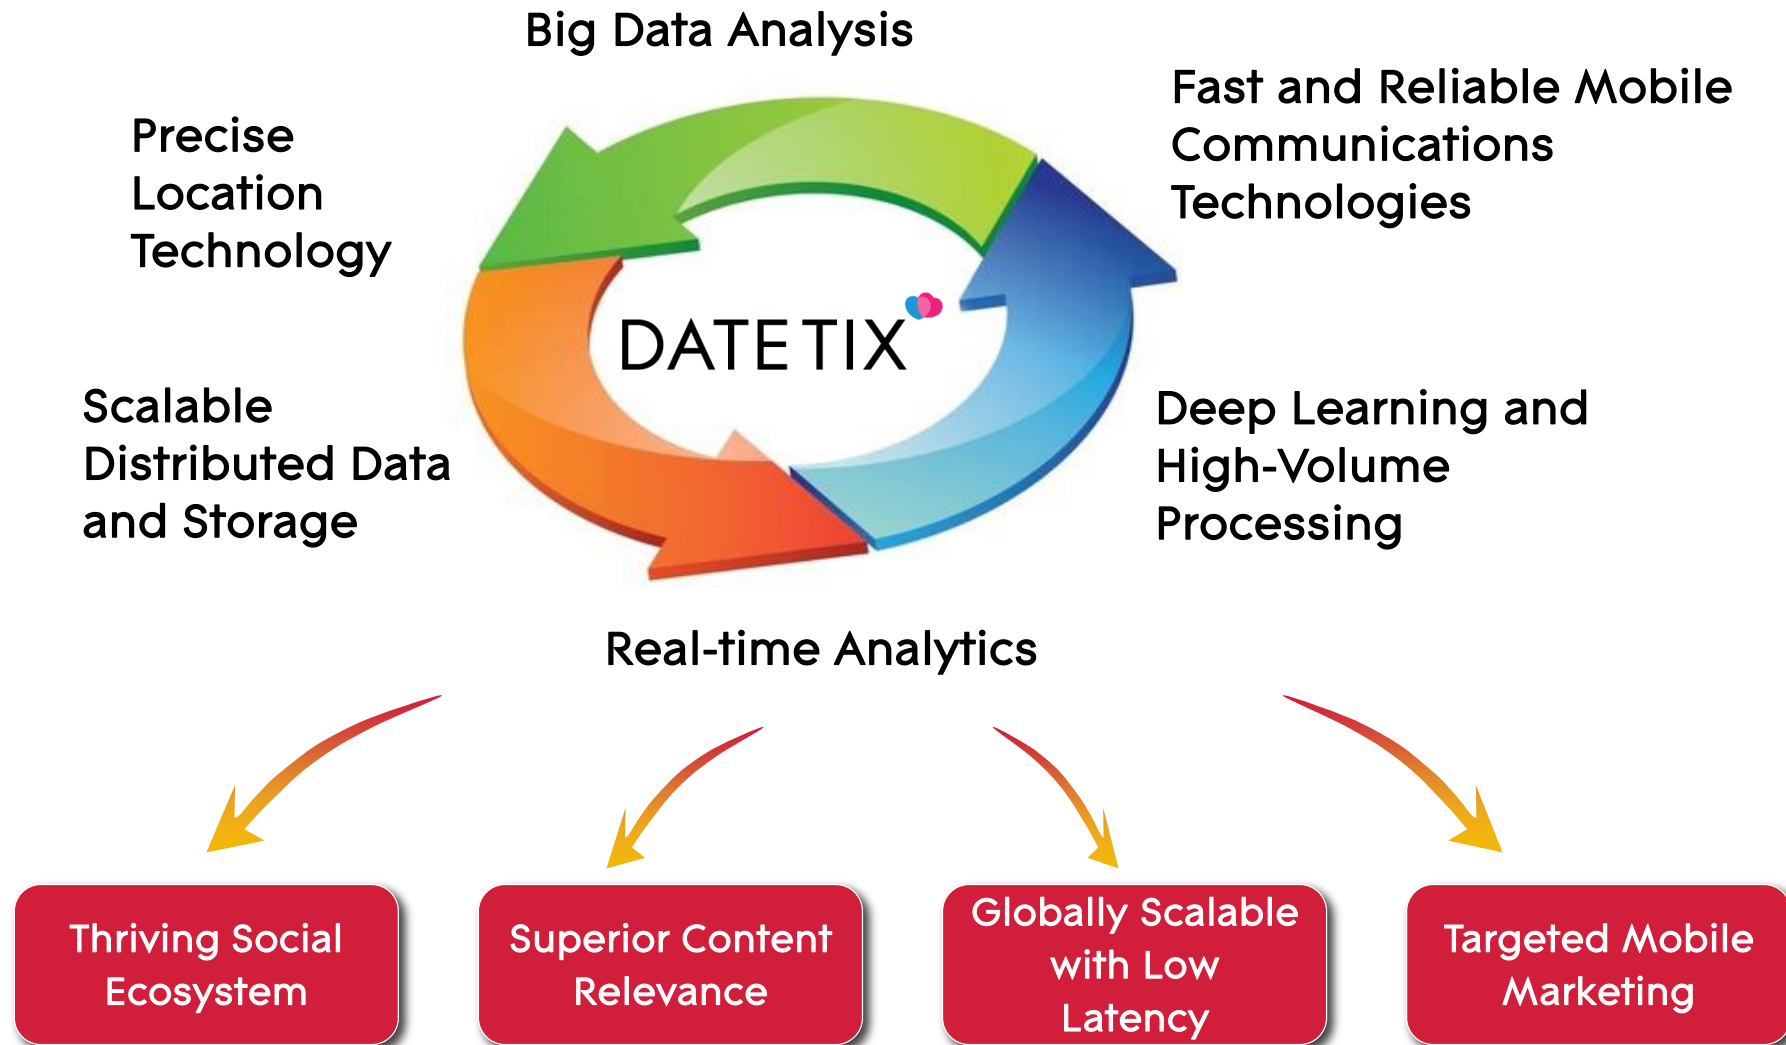 Big Data Analysis
Fast and Reliable Mobile
Communications
Technologies
Precise
Location
Technology
DATE TIX
Scalable
Distributed Data
and Storage
Deep Learning and
High-Volume
Processing
Real-time Analytics
Thriving Social
Ecosystem
Superior Content
Relevance
Globally Scalable
with Low
Latency
Targeted Mobile
Marketing